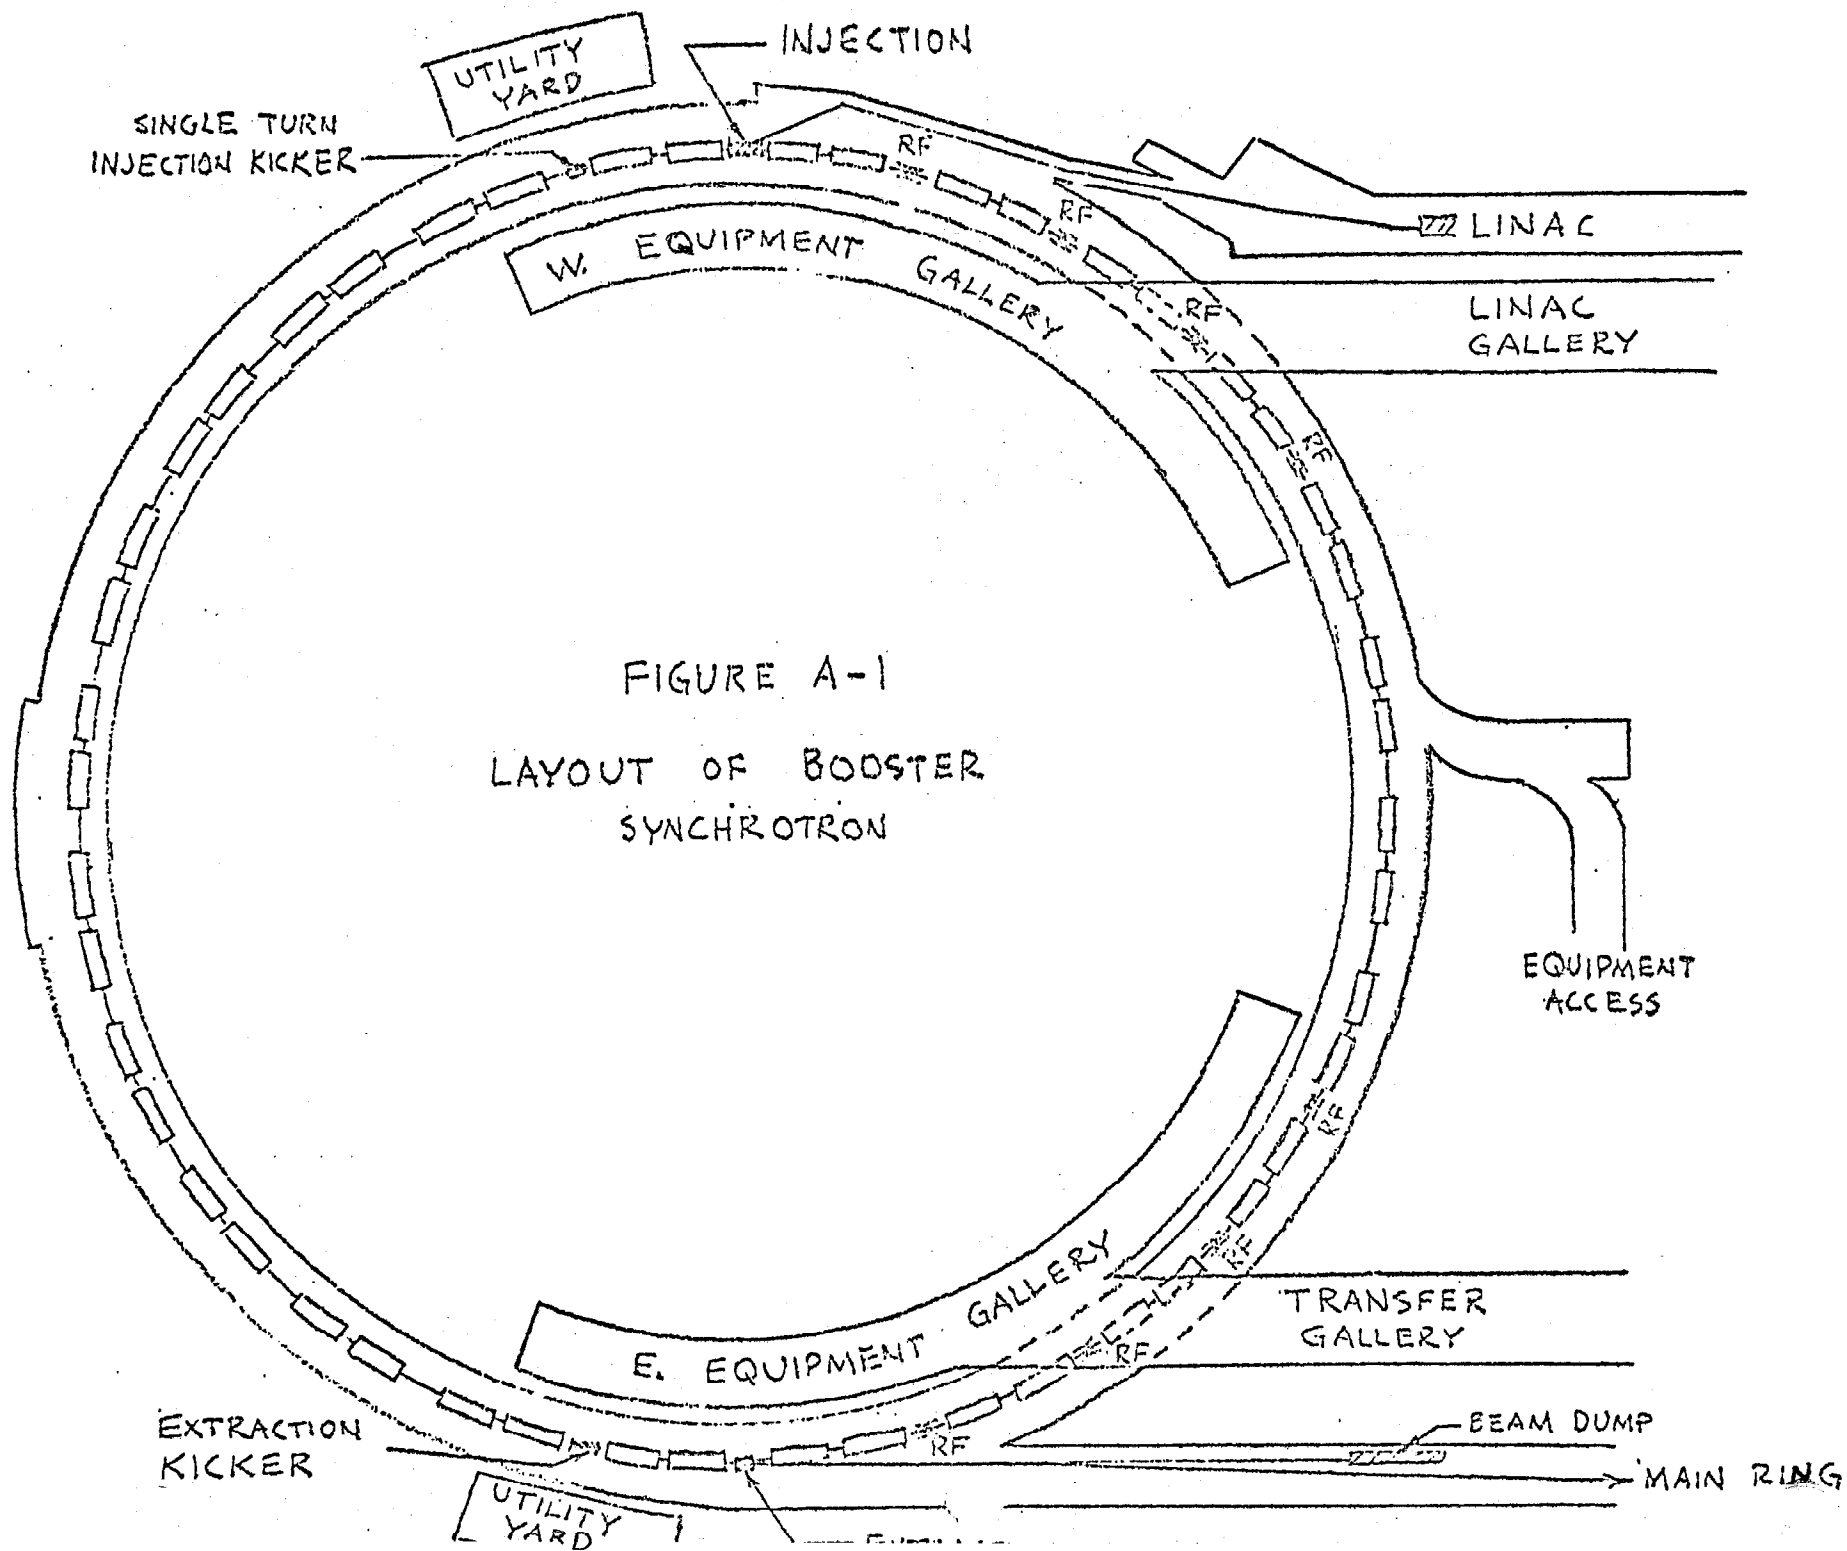 INJECTION
UTILITY
YARD
SINGLE TURN
INJECTION KICKER
RF
RF
RF
RF
LINAC
W. EQUIPMENT GALLERY
LINAC
GALLERY
FIGURE A-1
LAYOUT OF BOOSTER
SYNCHROTRON
EQUIPMENT
ACCESS
RF
RF
RF
RF
TRANSFER
GALLERY
E. EQUIPMENT GALLERY
BEAM DUMP
MAIN RING
EXTRACTION
KICKER
UTILITY
YARD